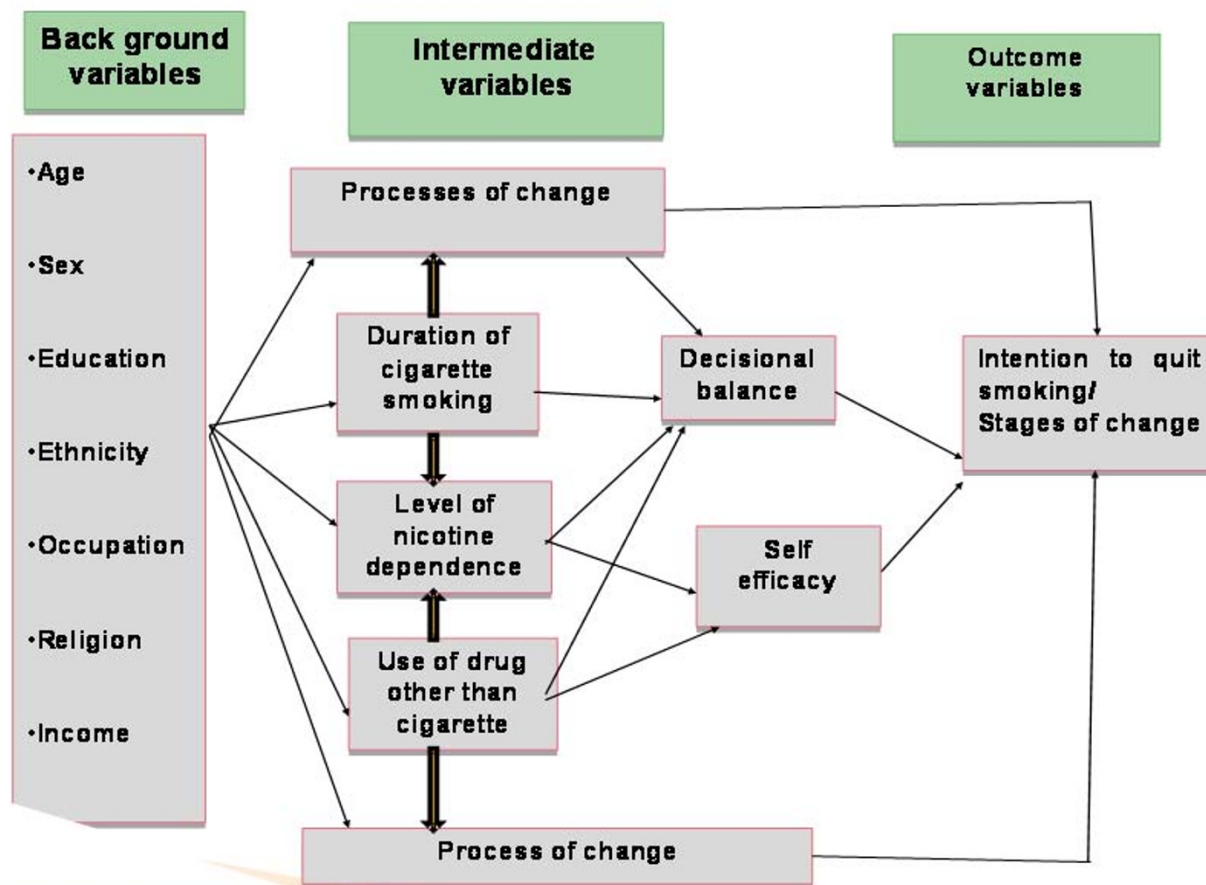 Back ground
variables
Intermediate
variables
Outcome
variables
•Age
•Sex
•Education
•Ethnicity
•Occupation
•Religion
•Income
Processes of change
Duration of
cigarette
smoking
Level of
nicotine
dependence
Use of drug
other than
cigarette
Process of change
Decisional
balance
Self
efficacy
Intention to quit
smoking/
Stages of change